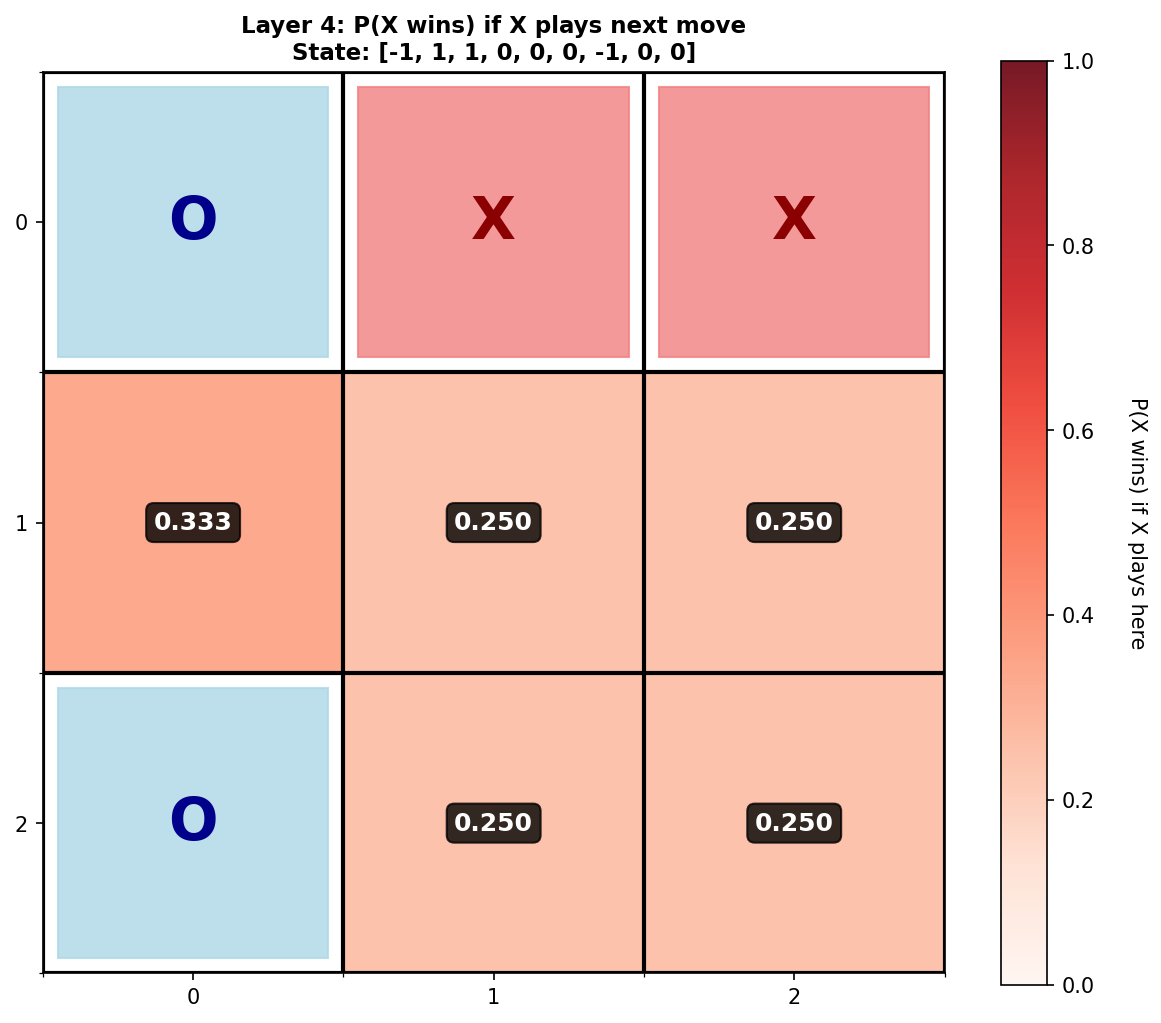 Layer 4: P(X wins) if X plays next move
State: [-1, 1, 1, 0, 0, 0, -1, 0, 0]
O X X
0.333 0.250 0.250
O 0.250 0.250
0
1
2
0 1 2
1.0
0.8
0.6
0.4
0.2
0.0
P(X wins) if X plays here